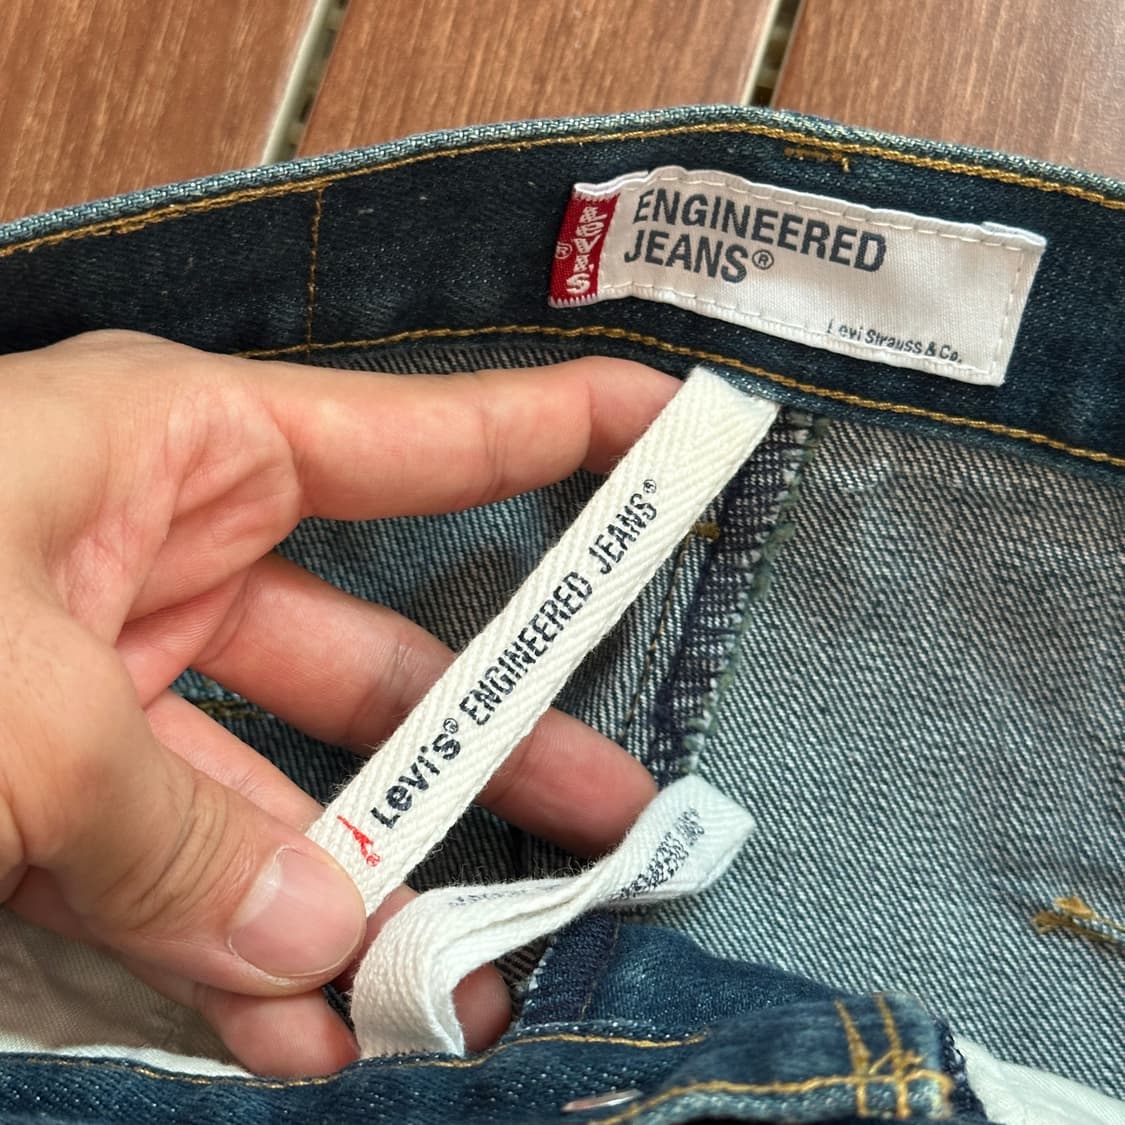 Levi's
®
ENGINEERED
JEANS®
Levi Strauss & Co.
Levi's® ENGINEERED JEANS®